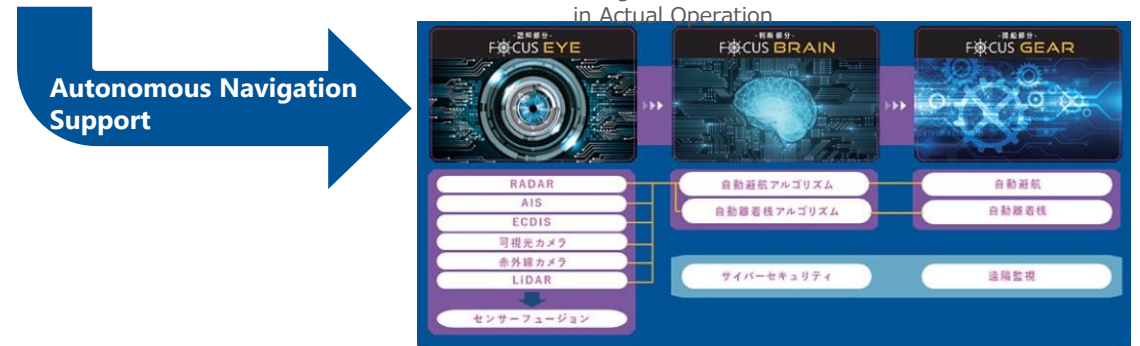 in Actual Operation
Autonomous Navigation
Support
-認知部分-
FOCUS EYE
-判断部分-
FOCUS BRAIN
-操船部分-
FOCUS GEAR
RADAR
AIS
ECDIS
可視光カメラ
赤外線カメラ
LiDAR
センサーフュージョン
自動避航アルゴリズム
自動離着桟アルゴリズム
自動避航
自動離着桟
サイバーセキュリティ
遠隔監視